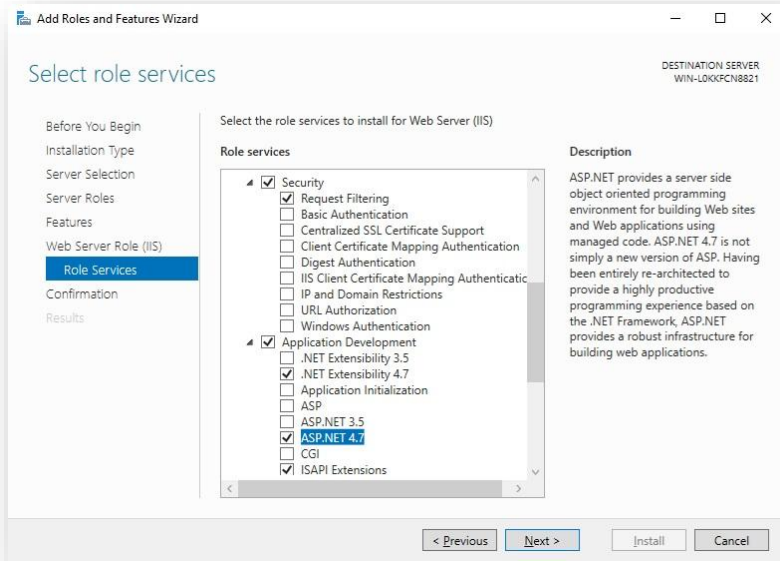 Add Roles and Features Wizard
Select role services
DESTINATION SERVER
WIN-L0KKFCN8821
Before You Begin
Installation Type
Server Selection
Server Roles
Features
Web Server Role (IIS)
Role Services
Confirmation
Results
Select the role services to install for Web Server (IIS)
Role services
Security
Request Filtering
Basic Authentication
Centralized SSL Certificate Support
Client Certificate Mapping Authentication
Digest Authentication
IIS Client Certificate Mapping Authenticatic
IP and Domain Restrictions
URL Authorization
Windows Authentication
Application Development
.NET Extensibility 3.5
.NET Extensibility 4.7
Application Initialization
ASP
ASP.NET 3.5
ASP.NET 4.7
CGI
ISAPI Extensions
Description
ASP.NET provides a server side
object oriented programming
environment for building Web sites
and Web applications using
managed code. ASP.NET 4.7 is not
simply a new version of ASP. Having
been entirely re-architected to
provide a highly productive
programming experience based on
the .NET Framework, ASP.NET
provides a robust infrastructure for
building web applications.
< Previous
Next >
Install
Cancel